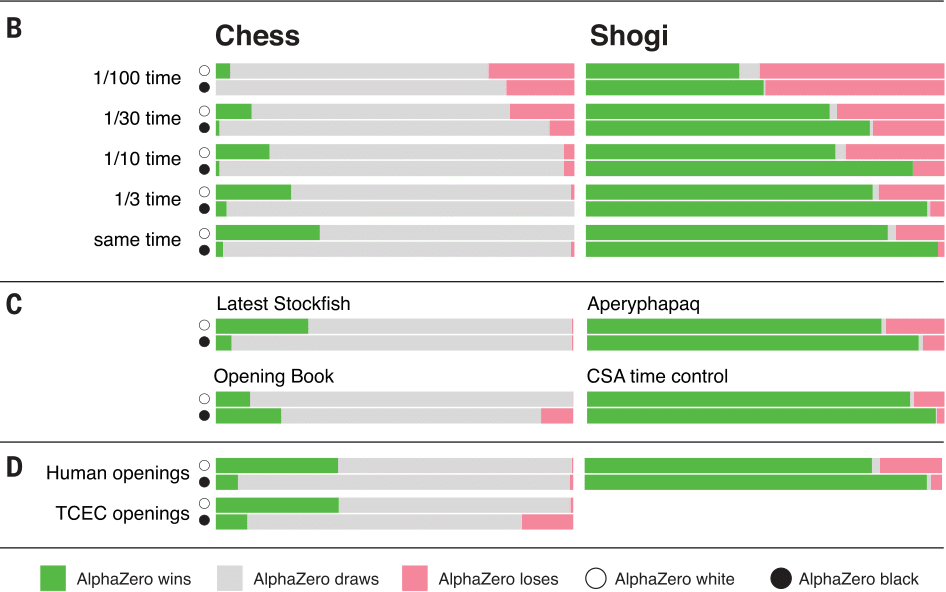 B
Chess Shogi
1/100 time
1/30 time
1/10 time
1/3 time
same time
C
Latest Stockfish Aperyphapaq
Opening Book CSA time control
D
Human openings
TCEC openings
AlphaZero wins AlphaZero draws AlphaZero loses AlphaZero white AlphaZero black